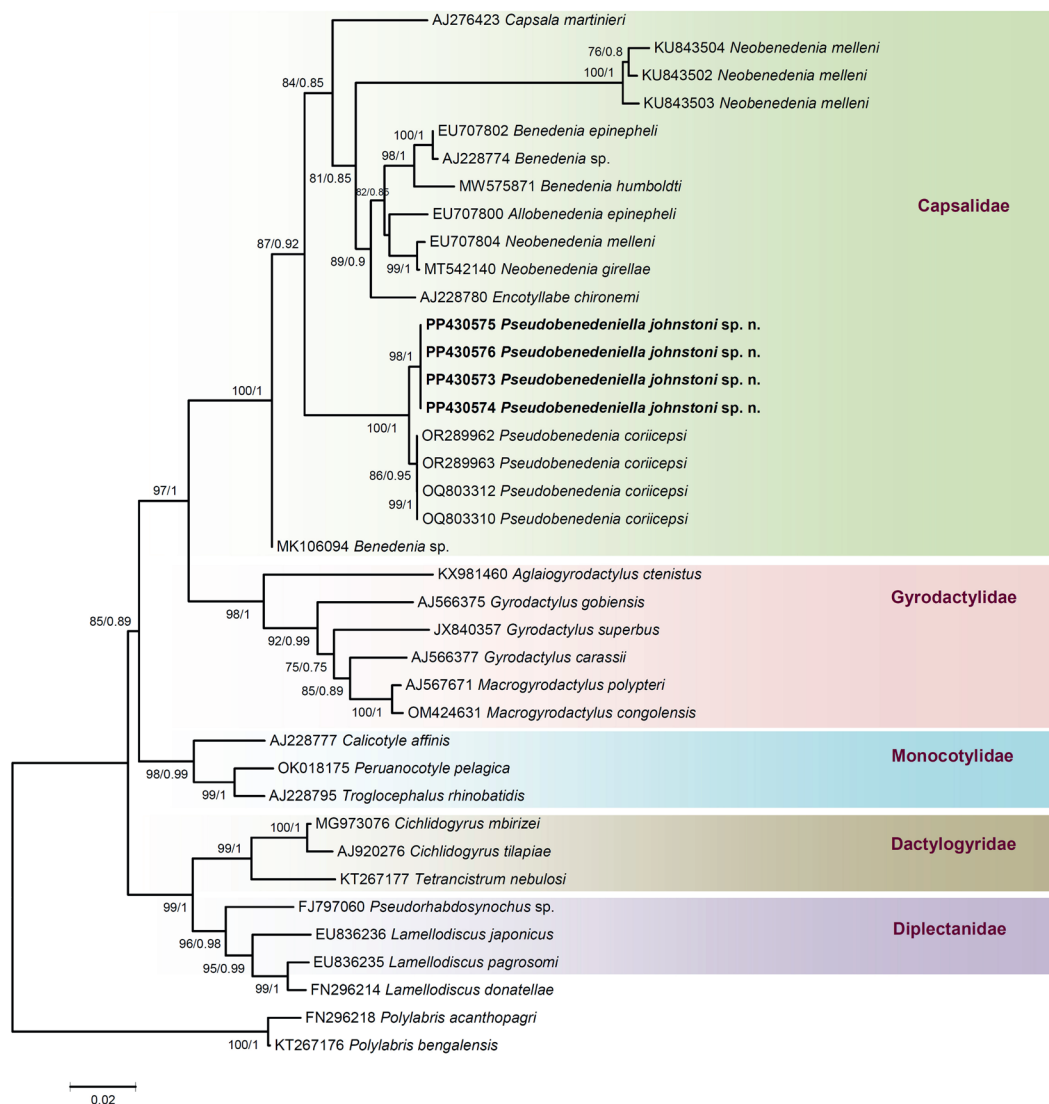 AJ276423 Capsala martinieri
KU843504 Neobenedenia melleni
76/0.8
KU843502 Neobenedenia melleni
100/1
84/0.85
KU843503 Neobenedenia melleni
EU707802 Benedenia epinepheli
100/1
AJ228774 Benedenia sp.
98/1
81/0.85
MW575871 Benedenia humboldti
82/0.85
Capsalidae
EU707800 Allobenedenia epinepheli
EU707804 Neobenedenia melleni
87/0.92
89/0.9
99/1
MT542140 Neobenedenia girellae
AJ228780 Encotyllabe chironemi
PP430575 Pseudobenedeniella johnstoni sp. n.
PP430576 Pseudobenedeniella johnstoni sp. n.
98/1
PP430573 Pseudobenedeniella johnstoni sp. n.
100/1
PP430574 Pseudobenedeniella johnstoni sp. n.
100/1
OR289962 Pseudobenedenia coriicepsi
OR289963 Pseudobenedenia coriicepsi
86/0.95
OQ803312 Pseudobenedenia coriicepsi
99/1
OQ803310 Pseudobenedenia coriicepsi
97/1
MK106094 Benedenia sp.
KX981460 Aglaiogyrodactylus ctenistus
Gyrodactylidae
AJ566375 Gyrodactylus gobiensis
98/1
85/0.89
JX840357 Gyrodactylus superbus
92/0.99
AJ566377 Gyrodactylus carassii
75/0.75
AJ567671 Macrogyrodactylus polypteri
85/0.89
100/1
OM424631 Macrogyrodactylus congolensis
AJ228777 Calicotyle affinis
Monocotylidae
98/0.99
OK018175 Peruanocotyle pelagica
99/1
AJ228795 Troglocephalus rhinobatidis
MG973076 Cichlidogyrus mbirizei
100/1
Dactylogyridae
99/1
AJ920276 Cichlidogyrus tilapiae
KT267177 Tetrancistrum nebulosi
99/1
FJ797060 Pseudorhabdosynochus sp.
Diplectanidae
96/0.98
EU836236 Lamellodiscus japonicus
95/0.99
EU836235 Lamellodiscus pagrosomi
99/1
FN296214 Lamellodiscus donatellae
FN296218 Polylabris acanthopagri
100/1
KT267176 Polylabris bengalensis
0.02